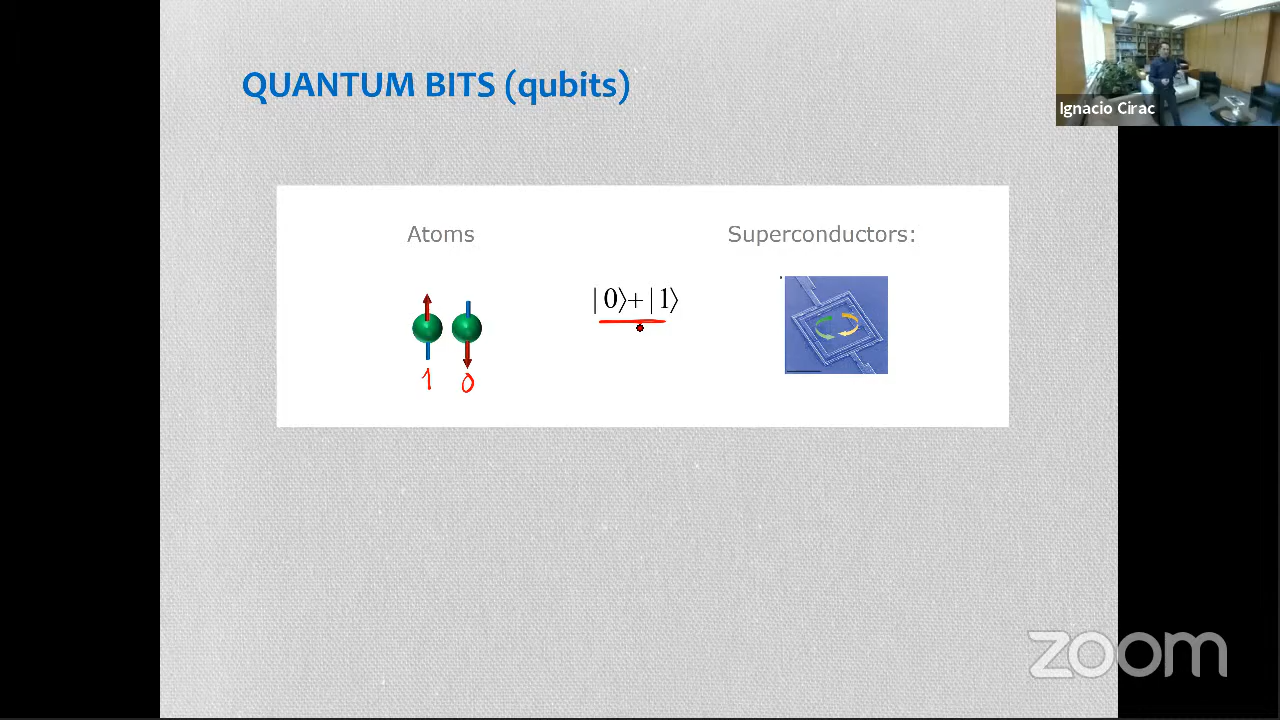 QUANTUM BITS (qubits)
Ignacio Cirac
Atoms
Superconductors:
|0⟩+|1⟩
1 0
zoom